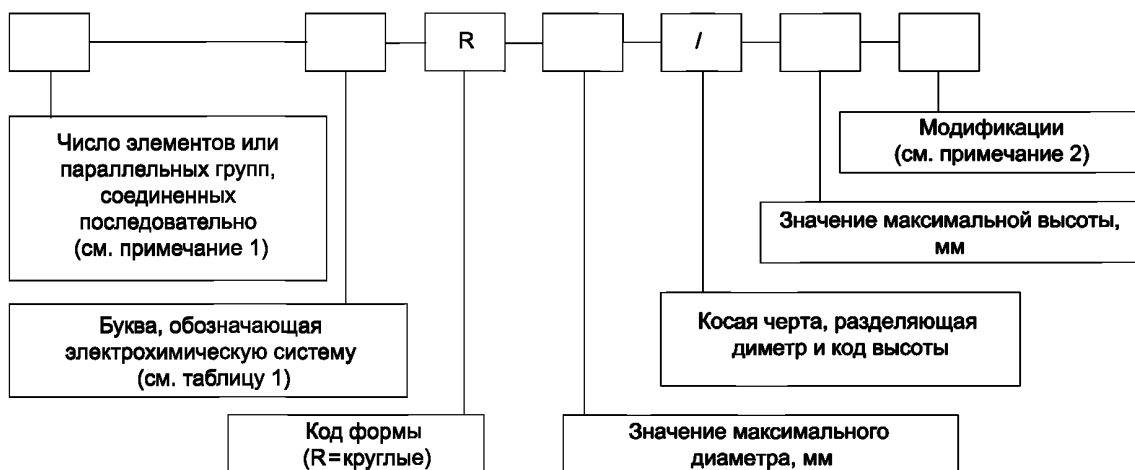 R
/
Число элементов или
параллельных групп,
соединенных
последовательно
(см. примечание 1)
Модификации
(см. примечание 2)
Значение максимальной высоты,
мм
Буква, обозначающая
электрохимическую систему
(см. таблицу 1)
Косая черта, разделяющая
диметр и код высоты
Код формы
(R=круглые)
Значение максимального
диаметра, мм